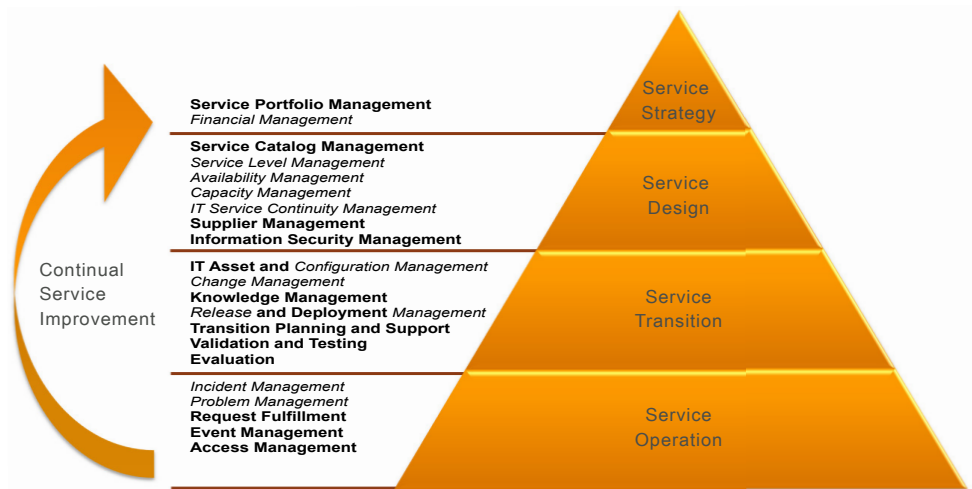 Service Portfolio Management
Financial Management
Service
Strategy
Service Catalog Management
Service Level Management
Availability Management
Capacity Management
IT Service Continuity Management
Supplier Management
Information Security Management
Service
Design
Continual
Service
Improvement
IT Asset and Configuration Management
Change Management
Knowledge Management
Release and Deployment Management
Transition Planning and Support
Validation and Testing
Evaluation
Service
Transition
Incident Management
Problem Management
Request Fulfillment
Event Management
Access Management
Service
Operation